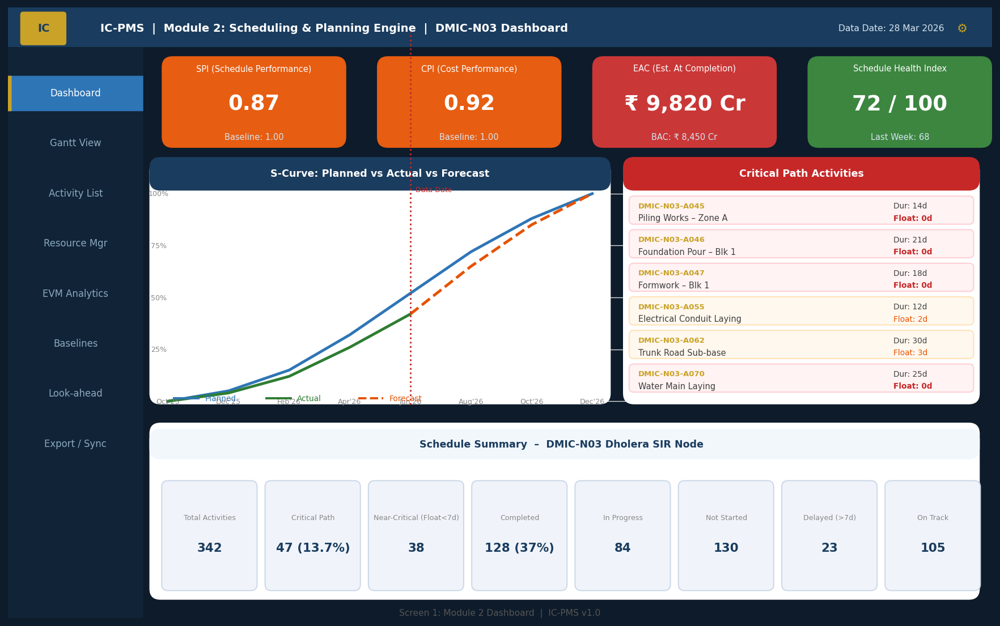 IC
IC-PMS | Module 2: Scheduling & Planning Engine | DMIC-N03 Dashboard
Data Date: 28 Mar 2026 ⚙
Dashboard
Gantt View
Activity List
Resource Mgr
EVM Analytics
Baselines
Look-ahead
Export / Sync
SPI (Schedule Performance)
0.87
Baseline: 1.00
CPI (Cost Performance)
0.92
Baseline: 1.00
EAC (Est. At Completion)
₹ 9,820 Cr
BAC: ₹ 8,450 Cr
Schedule Health Index
72 / 100
Last Week: 68
S-Curve: Planned vs Actual vs Forecast
Data Date
100%
75%
50%
25%
Planned
Actual
Forecast
Oct'25
Dec'25
Feb'26
Apr'26
Jun'26
Aug'26
Oct'26
Dec'26
Critical Path Activities
DMIC-N03-A045 Dur: 14d
Piling Works – Zone A Float: 0d
DMIC-N03-A046 Dur: 21d
Foundation Pour – Blk 1 Float: 0d
DMIC-N03-A047 Dur: 18d
Formwork – Blk 1 Float: 0d
DMIC-N03-A055 Dur: 12d
Electrical Conduit Laying Float: 2d
DMIC-N03-A062 Dur: 30d
Trunk Road Sub-base Float: 3d
DMIC-N03-A070 Dur: 25d
Water Main Laying Float: 0d
Schedule Summary – DMIC-N03 Dholera SIR Node
Total Activities
342
Critical Path
47 (13.7%)
Near-Critical (Float<7d)
38
Completed
128 (37%)
In Progress
84
Not Started
130
Delayed (>7d)
23
On Track
105
Screen 1: Module 2 Dashboard | IC-PMS v1.0